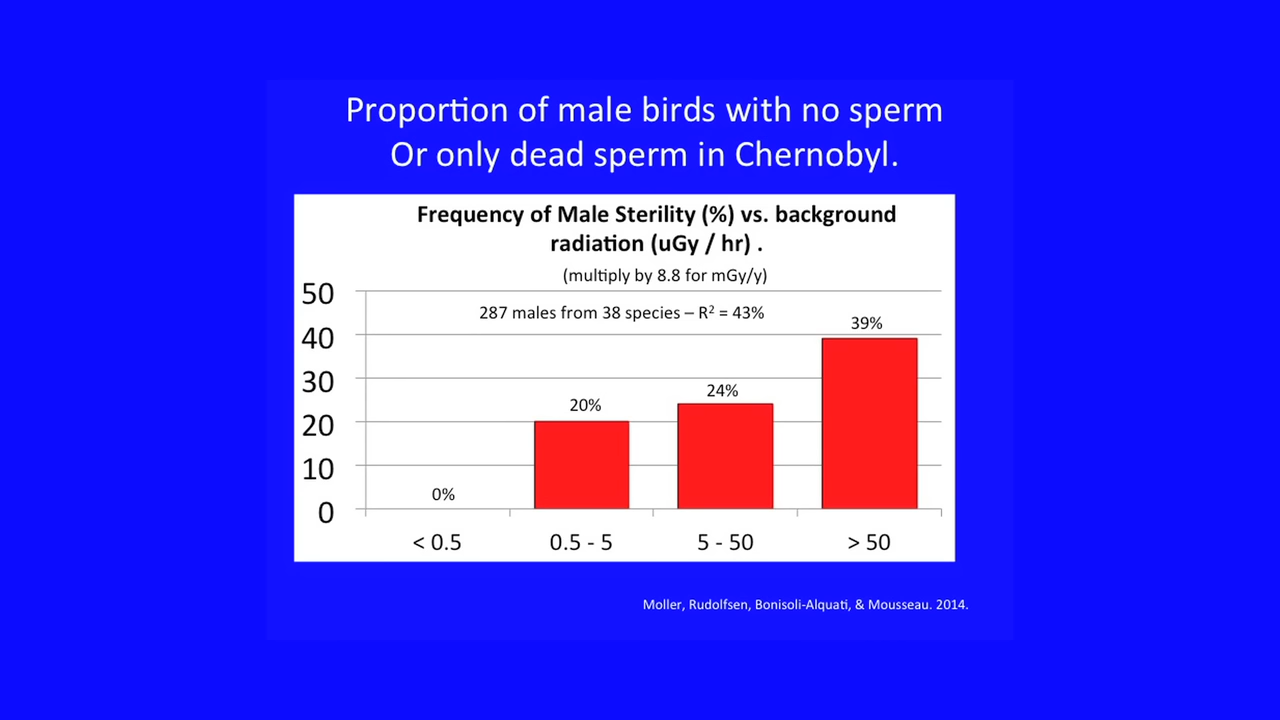 Proportion of male birds with no sperm
Or only dead sperm in Chernobyl.
Frequency of Male Sterility (%) vs. background
radiation (uGy / hr) .
(multiply by 8.8 for mGy/y)
287 males from 38 species – R² = 43%
50
40
30
20
10
0
0%
20%
24%
39%
< 0.5
0.5 - 5
5 - 50
> 50
Moller, Rudolfsen, Bonisoli-Alquati, & Mousseau. 2014.